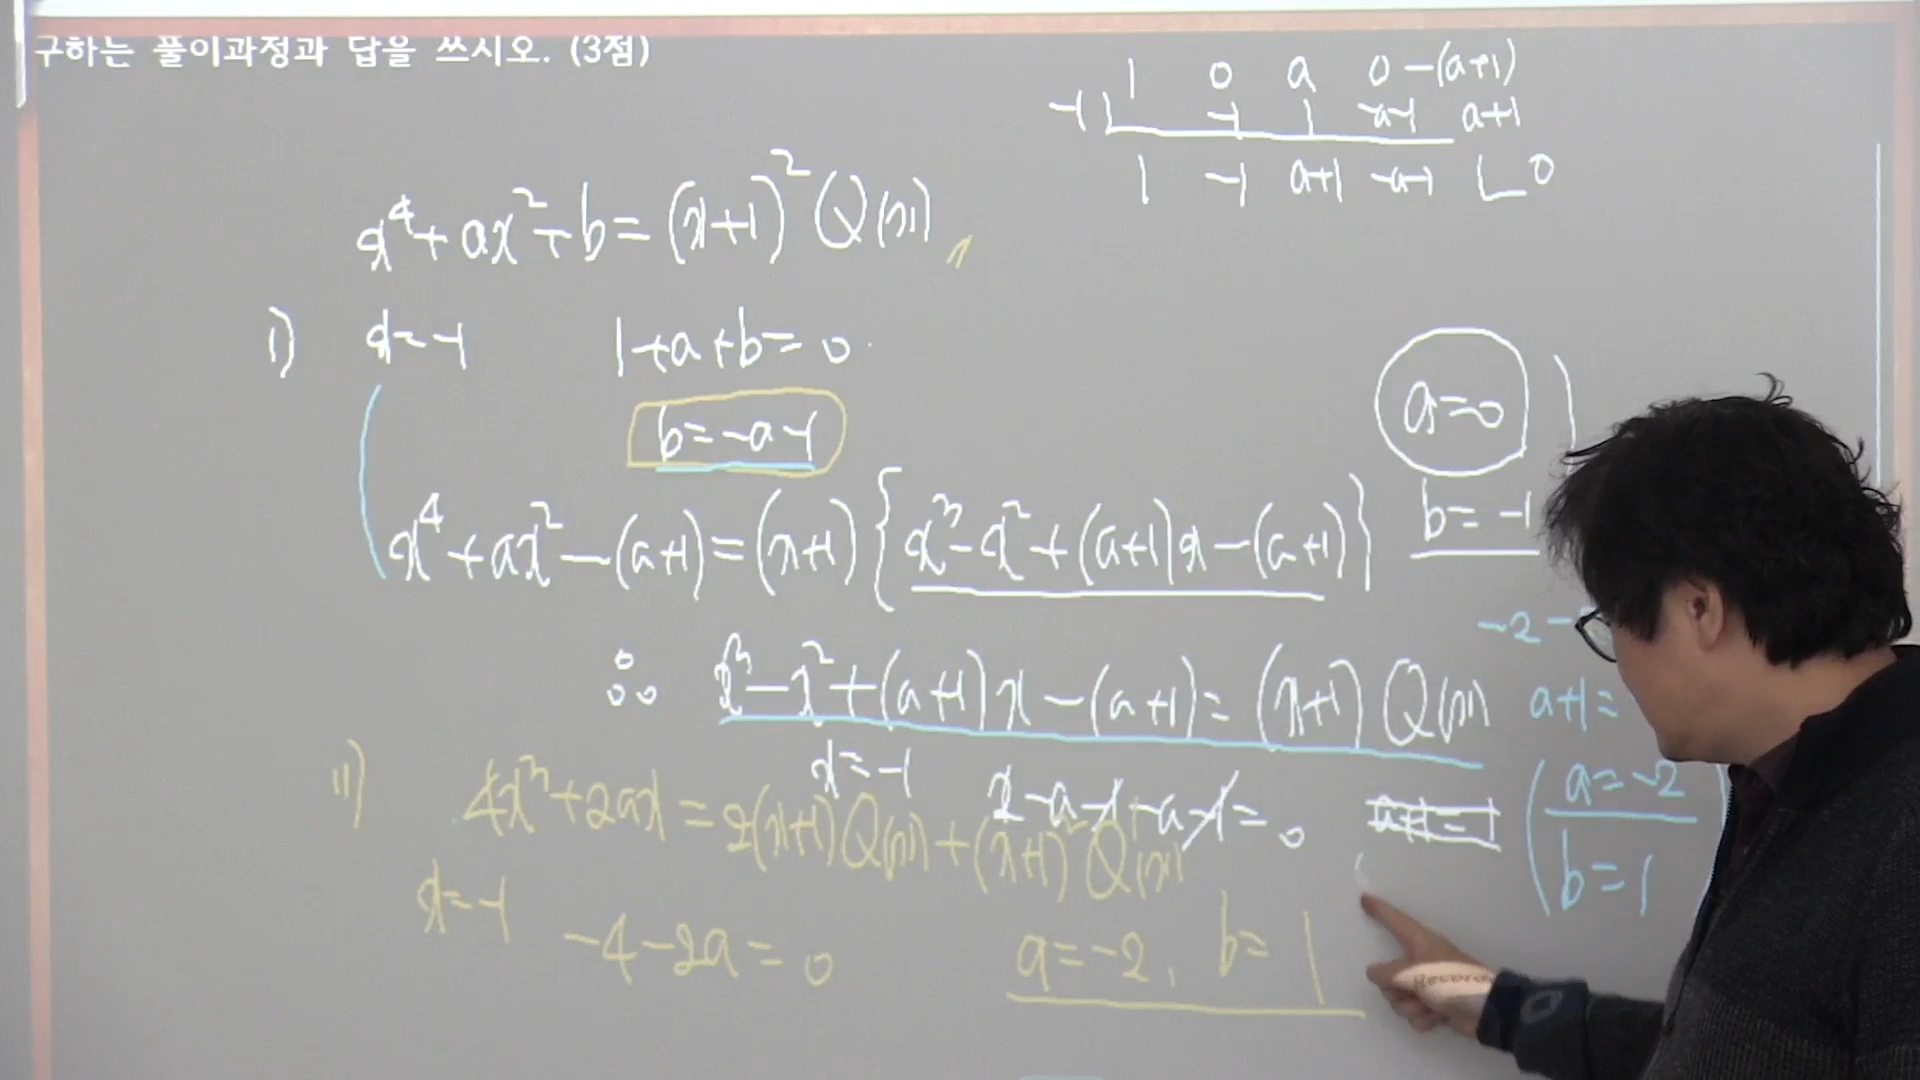 구하는 풀이과정과 답을 쓰시오. (3점)
1 0 a 0 -(a+1)
-1 -1 1 -a-1 a+1
1 -1 a+1 -a-1 0
x⁴+ax²+b=(x+1)²Q(x)
i) x=-1 1+a+b=0
b=-a-1
a=0
b=-1
x⁴+ax²-(a+1)=(x+1){x³-x²+(a+1)x-(a+1)}
∴ x³-x²+(a+1)x-(a+1)=(x+1)Q(x)
-2-
a+1=
x=-1
ii) 4x³+2ax=2(x+1)Q(x)+(x+1)²Q'(x)
a=-2
b=1
x=-1 -4-2a=0 a=-2, b=1